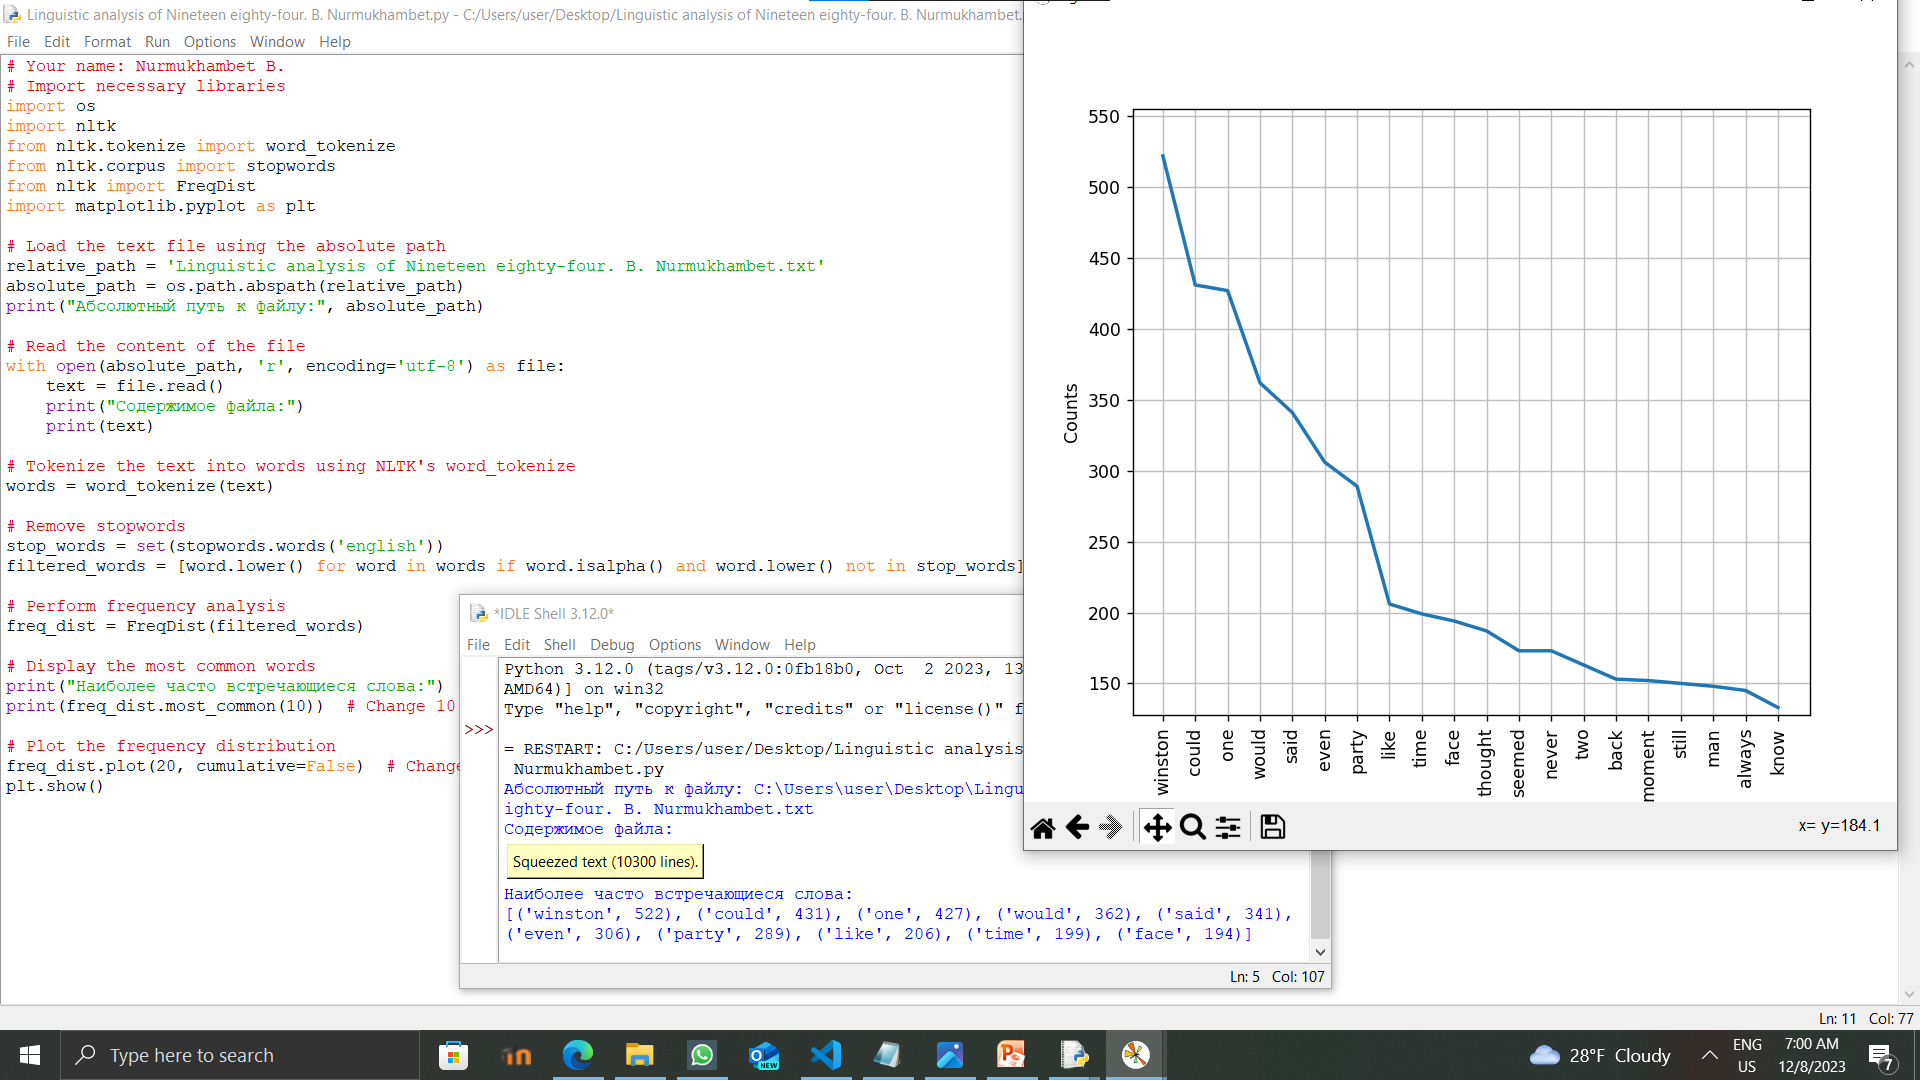 Linguistic analysis of Nineteen eighty-four. B. Nurmukhambet.py - C:/Users/user/Desktop/Linguistic analysis of Nineteen eighty-four. B. Nurmukhambet.
File Edit Format Run Options Window Help
# Your name: Nurmukhambet B.
# Import necessary libraries
import os
import nltk
from nltk.tokenize import word_tokenize
from nltk.corpus import stopwords
from nltk import FreqDist
import matplotlib.pyplot as plt
# Load the text file using the absolute path
relative_path = 'Linguistic analysis of Nineteen eighty-four. B. Nurmukhambet.txt'
absolute_path = os.path.abspath(relative_path)
print("Абсолютный путь к файлу:", absolute_path)
# Read the content of the file
with open(absolute_path, 'r', encoding='utf-8') as file:
    text = file.read()
    print("Содержимое файла:")
    print(text)
# Tokenize the text into words using NLTK's word_tokenize
words = word_tokenize(text)
# Remove stopwords
stop_words = set(stopwords.words('english'))
filtered_words = [word.lower() for word in words if word.isalpha() and word.lower() not in stop_words]
# Perform frequency analysis
freq_dist = FreqDist(filtered_words)
# Display the most common words
print("Наиболее часто встречающиеся слова:")
print(freq_dist.most_common(10))  # Change 10
# Plot the frequency distribution
freq_dist.plot(20, cumulative=False)  # Change
plt.show()
*IDLE Shell 3.12.0*
File Edit Shell Debug Options Window Help
Python 3.12.0 (tags/v3.12.0:0fb18b0, Oct  2 2023, 13
AMD64)] on win32
Type "help", "copyright", "credits" or "license()" f
>>>
= RESTART: C:/Users/user/Desktop/Linguistic analysis
 Nurmukhambet.py
Абсолютный путь к файлу: C:\Users\user\Desktop\Lingu
ighty-four. B. Nurmukhambet.txt
Содержимое файла:
Squeezed text (10300 lines).
Наиболее часто встречающиеся слова:
[('winston', 522), ('could', 431), ('one', 427), ('would', 362), ('said', 341),
('even', 306), ('party', 289), ('like', 206), ('time', 199), ('face', 194)]
Ln: 5 Col: 107
550
500
450
400
350
300
250
200
150
Counts
winston
could
one
would
said
even
party
like
time
face
thought
seemed
never
two
back
moment
still
man
always
know
x= y=184.1
Ln: 11 Col: 77
Type here to search
in
NEW
28°F Cloudy
ENG
US
7:00 AM
12/8/2023
7